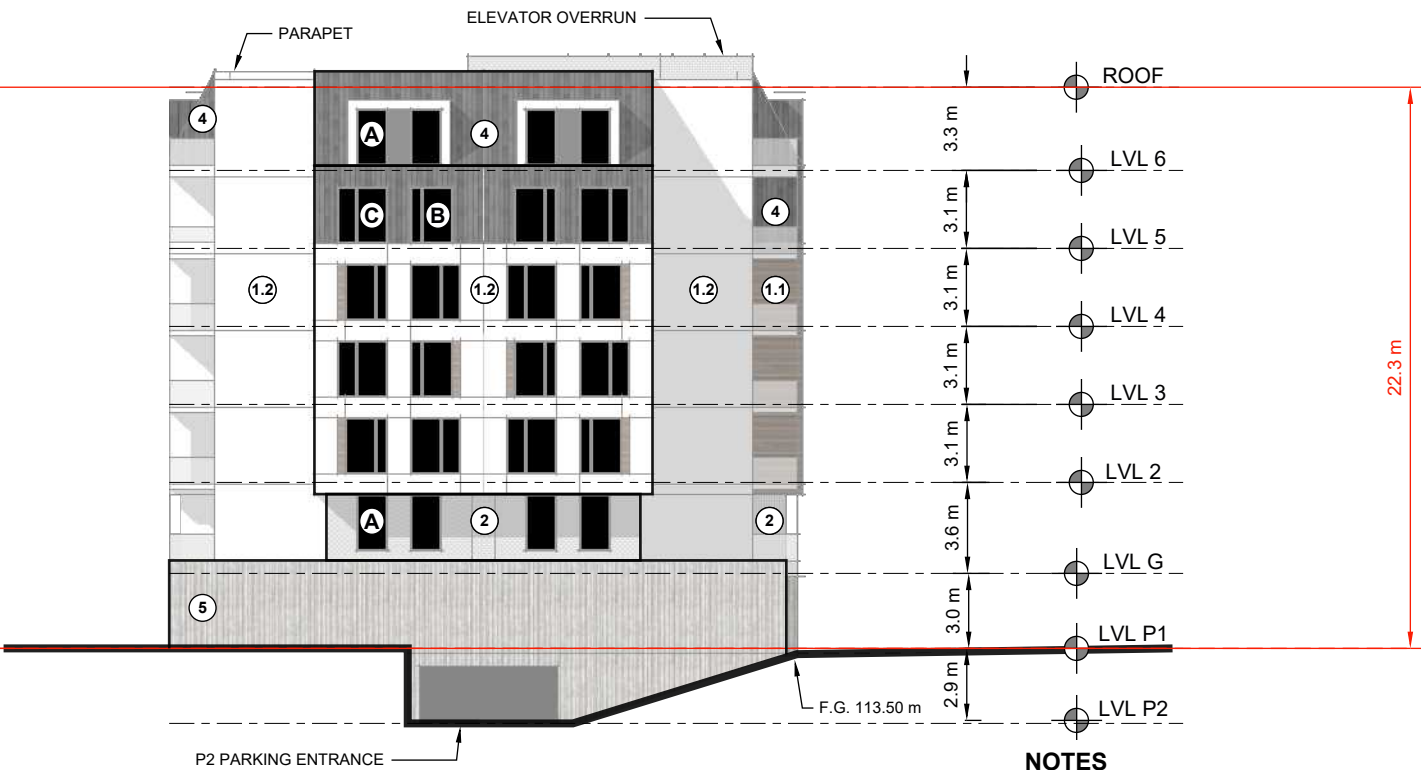 ELEVATOR OVERRUN
PARAPET
ROOF
4
A
4
3.3 m
LVL 6
C
B
4
3.1 m
LVL 5
1.2
1.2
1.2
1.1
3.1 m
LVL 4
3.1 m
22.3 m
LVL 3
3.1 m
LVL 2
A
2
2
3.6 m
LVL G
5
3.0 m
LVL P1
2.9 m
F.G. 113.50 m
LVL P2
P2 PARKING ENTRANCE
NOTES